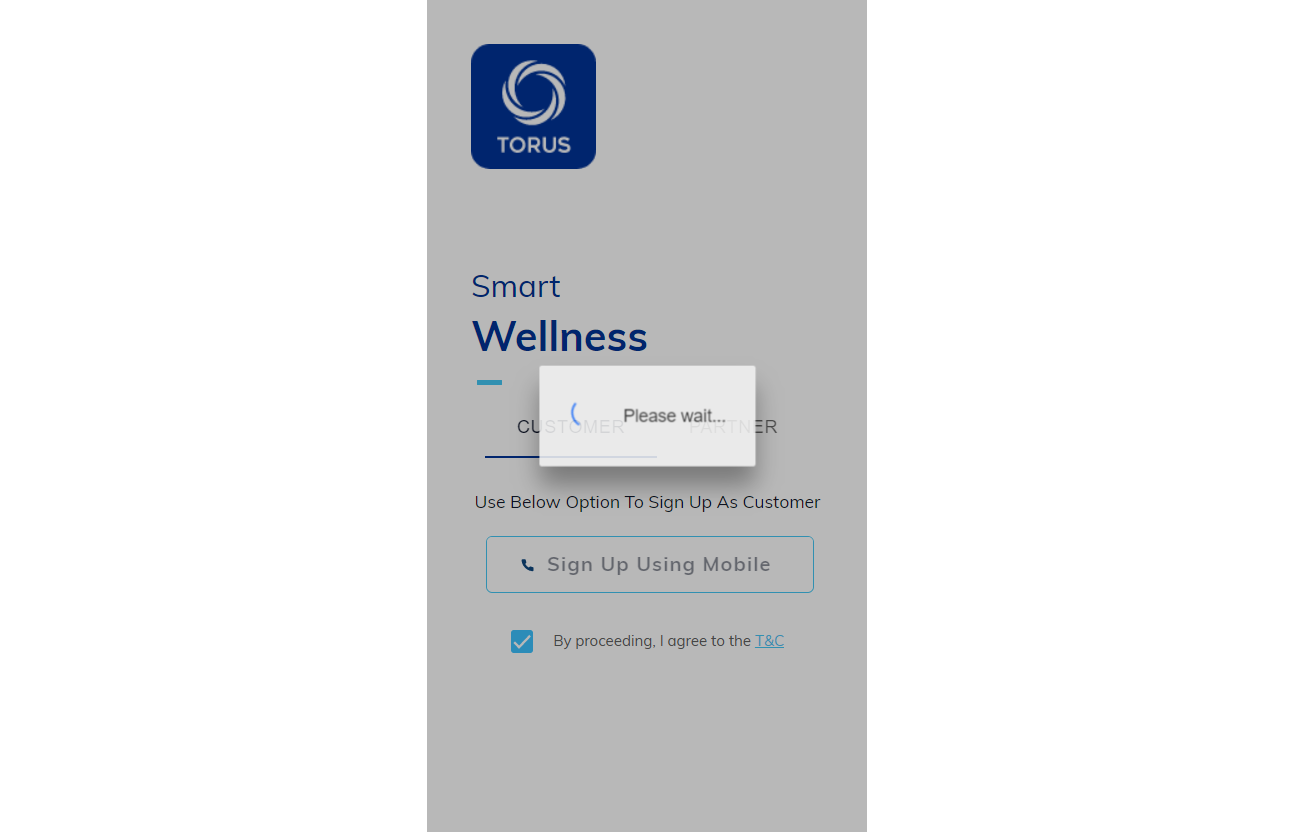 TORUS
Smart
Wellness
Please wait...
CUSTOMER PARTNER
Use Below Option To Sign Up As Customer
Sign Up Using Mobile
By proceeding, I agree to the T&C